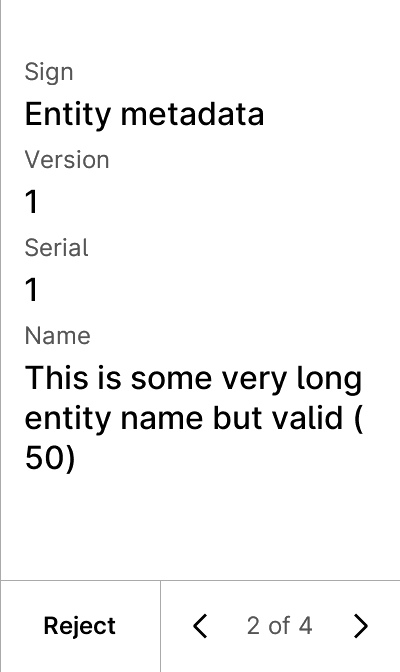 Sign
Entity metadata
Version
1
Serial
1
Name
This is some very long
entity name but valid (
50)
Reject
2 of 4